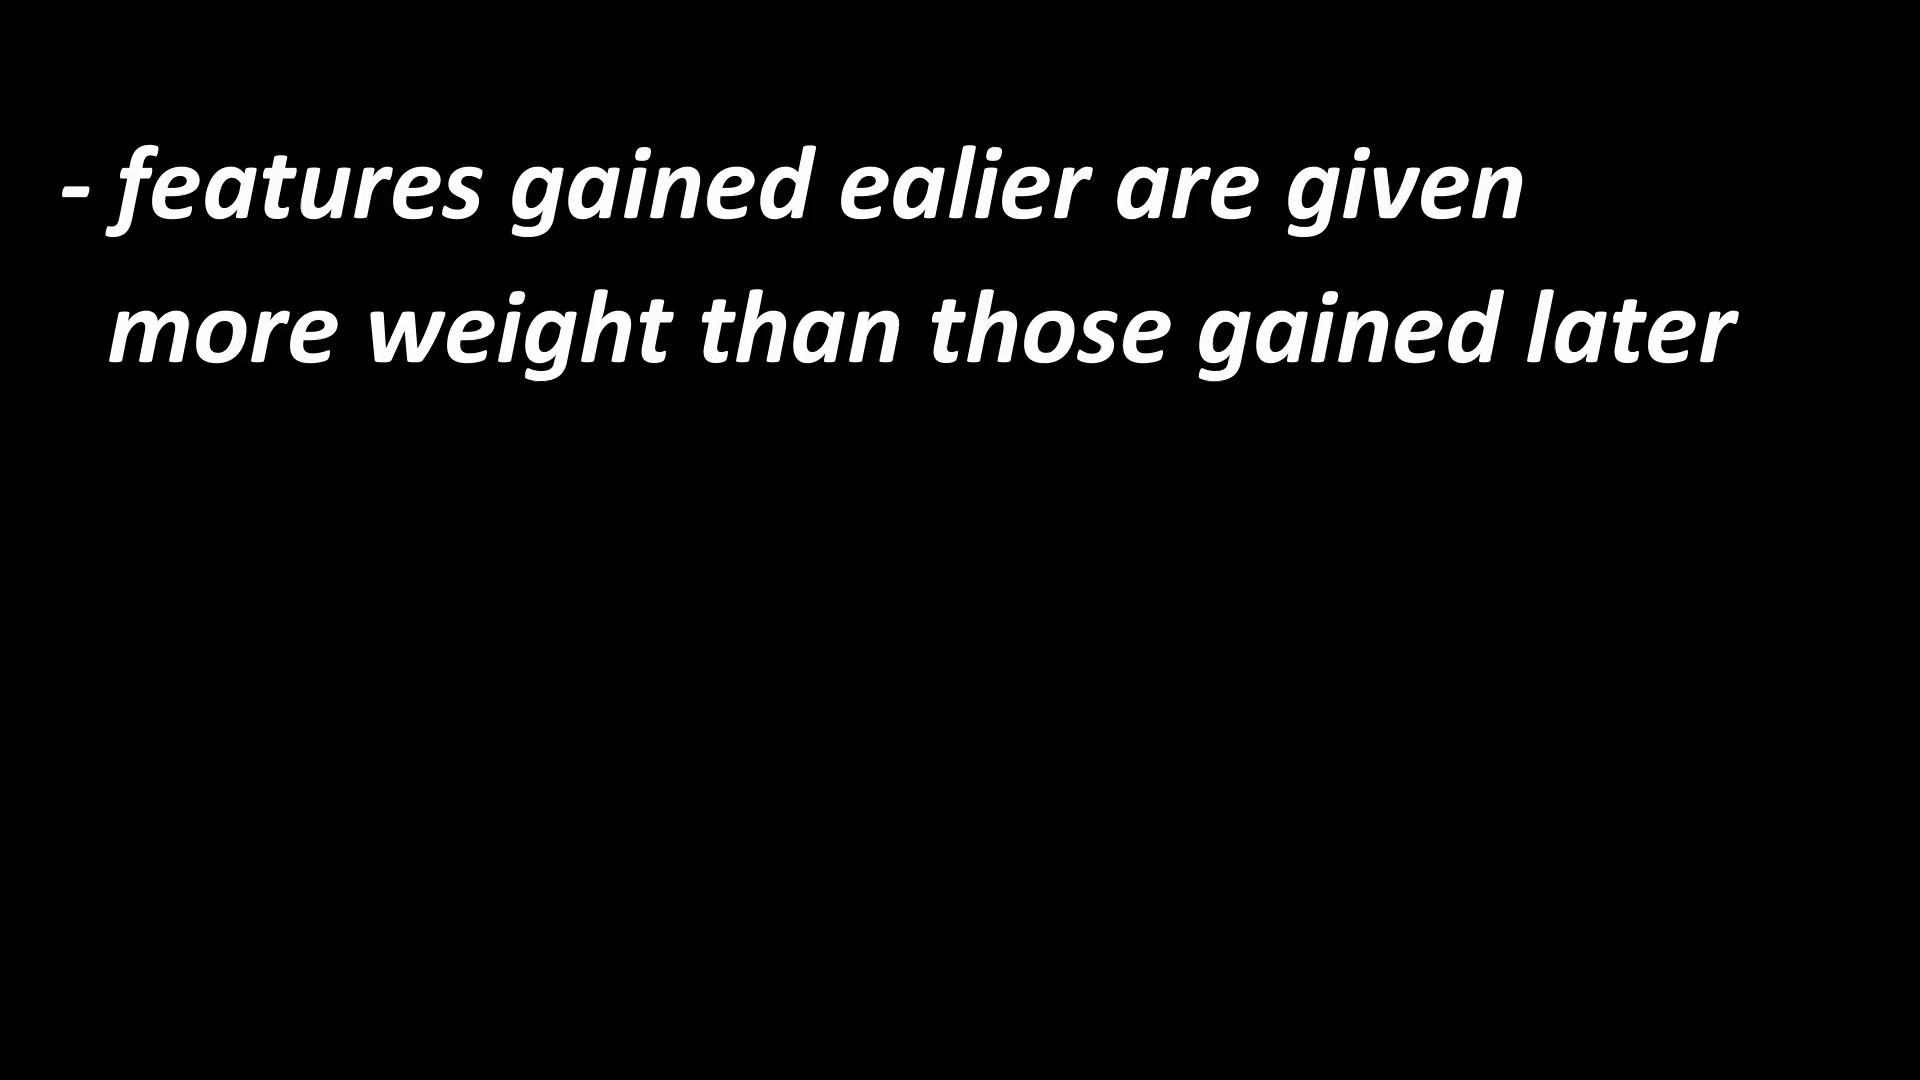 - features gained ealier are given
more weight than those gained later